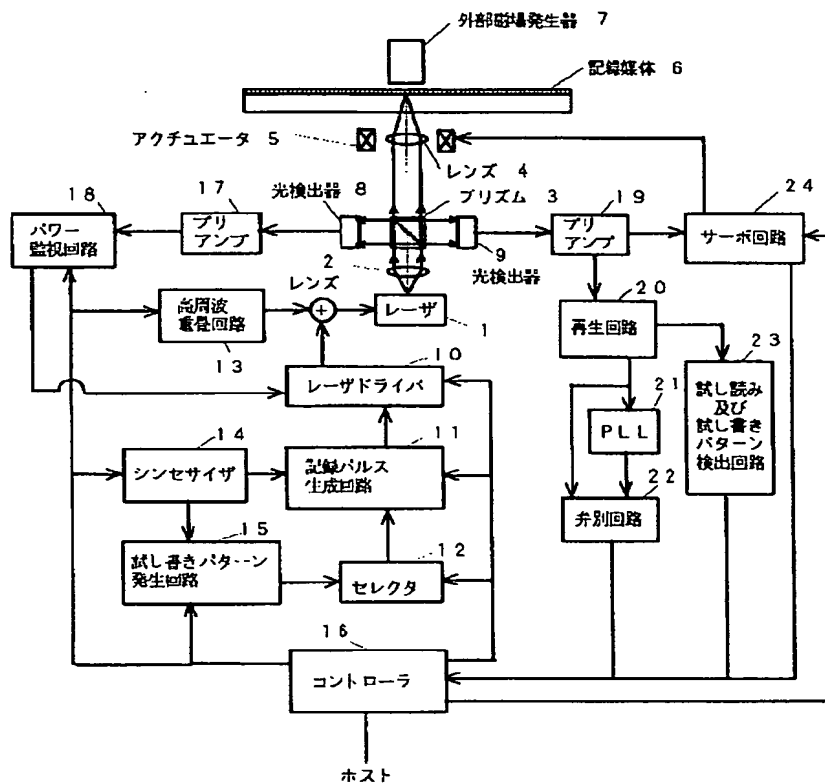 外部磁場発生器 7
記録媒体 6
アクチュエータ 5
レンズ 4
光検出器 8
プリズム 3
17
18
19
24
パワー
監視回路
プリ
アンプ
プリ
アンプ
サーボ回路
9
光検出器
2
レンズ
高周波
重畳回路
13
レーザ
1
20
再生回路
10
レーザドライバ
23
試し読み
及び
試し書き
パターン
検出回路
21
PLL
14
シンセサイザ
11
記録パルス
生成回路
22
弁別回路
15
試し書きパターン
発生回路
12
セレクタ
16
コントローラ
ホスト